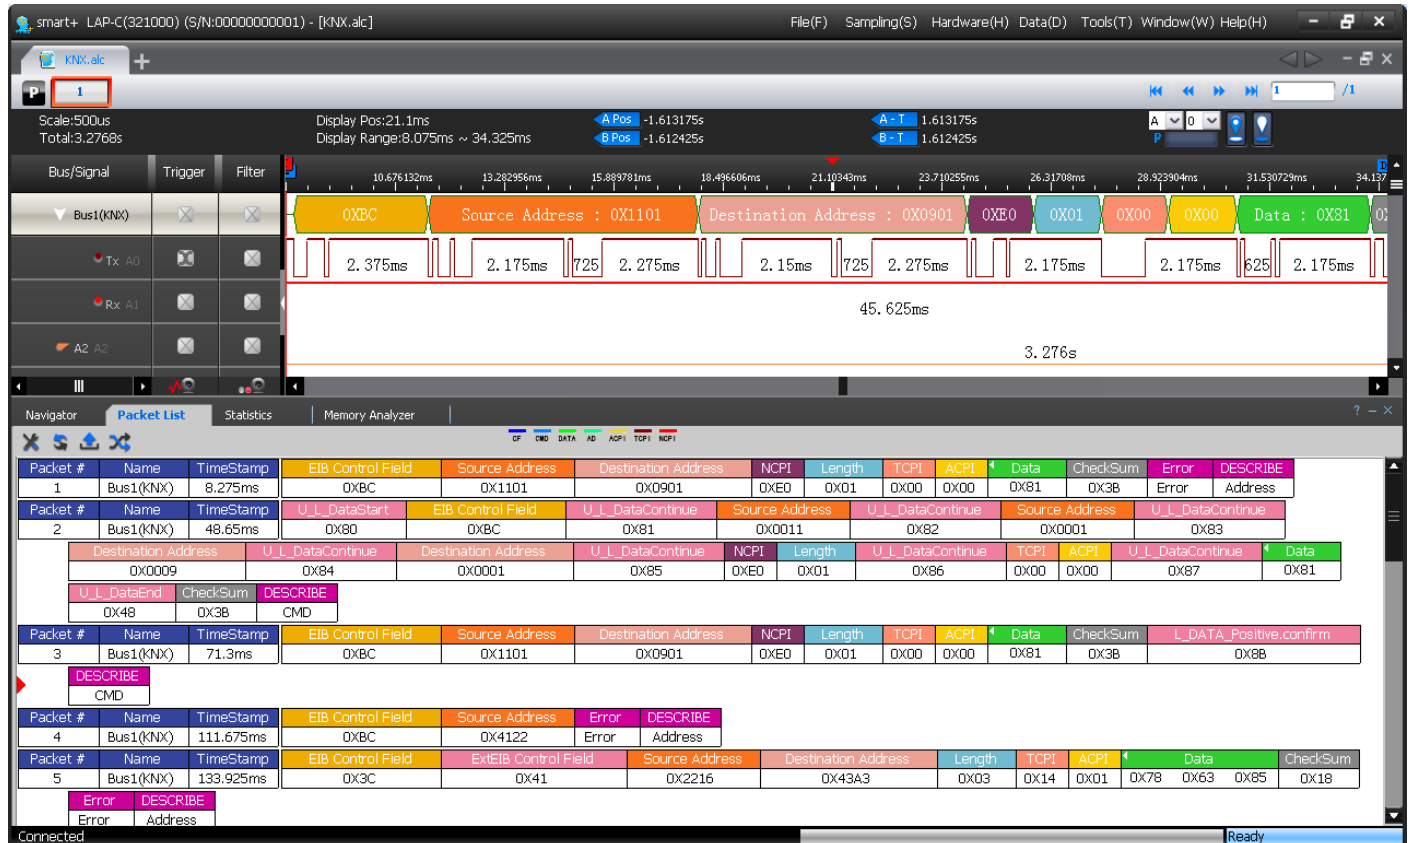 smart+ LAP-C(321000) (S/N:00000000001) - [KNX.alc] File(F) Sampling(S) Hardware(H) Data(D) Tools(T) Window(W) Help(H)
KNX.alc
P 1 1 /1
Scale:500us Display Pos:21.1ms A Pos -1.613175s A - T 1.613175s A 0
Total:3.2768s Display Range:8.075ms ~ 34.325ms B Pos -1.612425s B - T 1.612425s P
Bus/Signal Trigger Filter 10.676132ms 13.282956ms 15.889781ms 18.496606ms 21.10343ms 23.710255ms 26.31708ms 28.923904ms 31.530729ms 34.137
Bus1(KNX) 0XBC Source Address : 0X1101 Destination Address : 0X0901 0XE0 0X01 0X00 0X00 Data : 0X81
Tx A0 2.375ms 2.175ms 725 2.275ms 2.15ms 725 2.275ms 2.175ms 2.175ms 625 2.175ms
Rx A1 45.625ms
A2 A2 3.276s
Navigator Packet List Statistics Memory Analyzer
CF CMD DATA AD ACPI TCPI NCPI
Packet # Name TimeStamp EIB Control Field Source Address Destination Address NCPI Length TCPI ACPI Data CheckSum Error DESCRIBE
1 Bus1(KNX) 8.275ms 0XBC 0X1101 0X0901 0XE0 0X01 0X00 0X00 0X81 0X3B Error Address
Packet # Name TimeStamp U_L_DataStart EIB Control Field U_L_DataContinue Source Address U_L_DataContinue Source Address U_L_DataContinue
2 Bus1(KNX) 48.65ms 0X80 0XBC 0X81 0X0011 0X82 0X0001 0X83
Destination Address U_L_DataContinue Destination Address U_L_DataContinue NCPI Length U_L_DataContinue TCPI ACPI U_L_DataContinue Data
0X0009 0X84 0X0001 0X85 0XE0 0X01 0X86 0X00 0X00 0X87 0X81
U_L_DataEnd CheckSum DESCRIBE
0X48 0X3B CMD
Packet # Name TimeStamp EIB Control Field Source Address Destination Address NCPI Length TCPI ACPI Data CheckSum L_DATA_Positive.confirm
3 Bus1(KNX) 71.3ms 0XBC 0X1101 0X0901 0XE0 0X01 0X00 0X00 0X81 0X3B 0X8B
DESCRIBE
CMD
Packet # Name TimeStamp EIB Control Field Source Address Error DESCRIBE
4 Bus1(KNX) 111.675ms 0XBC 0X4122 Error Address
Packet # Name TimeStamp EIB Control Field ExtEIB Control Field Source Address Destination Address Length TCPI ACPI Data CheckSum
5 Bus1(KNX) 133.925ms 0X3C 0X41 0X2216 0X43A3 0X03 0X14 0X01 0X78 0X63 0X85 0X18
Error DESCRIBE
Error Address
Connected Ready